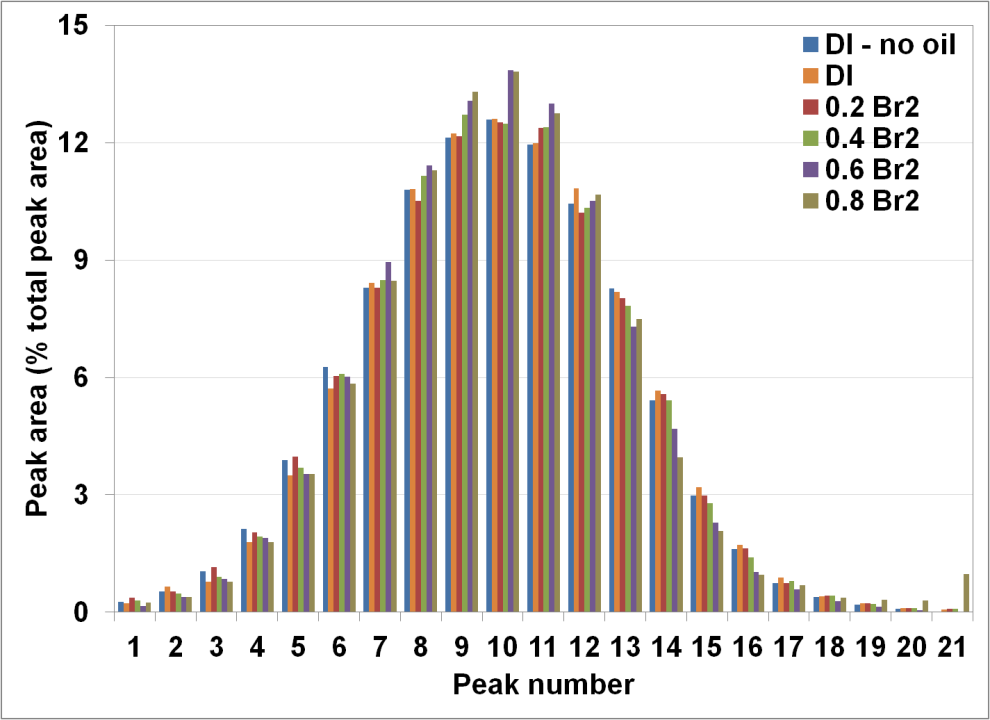 15
12
9
6
3
0
Peak area (% total peak area)
DI - no oil
DI
0.2 Br2
0.4 Br2
0.6 Br2
0.8 Br2
1 2 3 4 5 6 7 8 9 10 11 12 13 14 15 16 17 18 19 20 21
Peak number